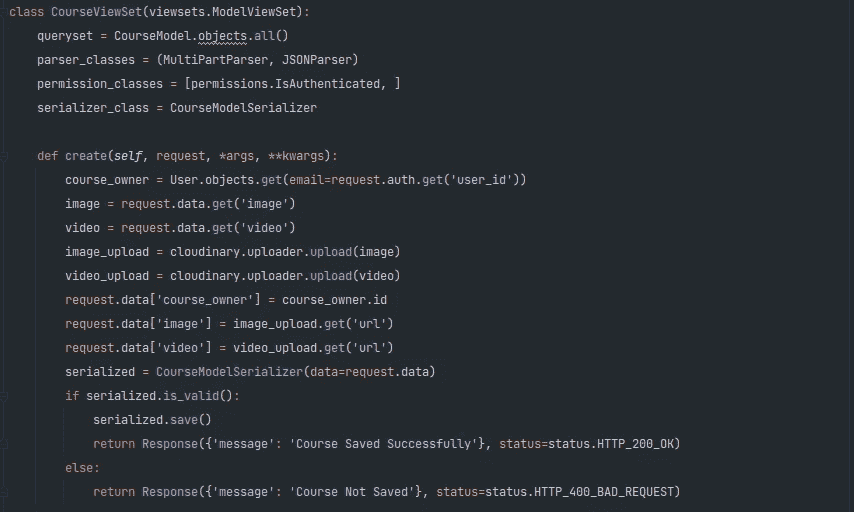 class CourseViewSet(viewsets.ModelViewSet):
    queryset = CourseModel.objects.all()
    parser_classes = (MultiPartParser, JSONParser)
    permission_classes = [permissions.IsAuthenticated, ]
    serializer_class = CourseModelSerializer

    def create(self, request, *args, **kwargs):
        course_owner = User.objects.get(email=request.auth.get('user_id'))
        image = request.data.get('image')
        video = request.data.get('video')
        image_upload = cloudinary.uploader.upload(image)
        video_upload = cloudinary.uploader.upload(video)
        request.data['course_owner'] = course_owner.id
        request.data['image'] = image_upload.get('url')
        request.data['video'] = video_upload.get('url')
        serialized = CourseModelSerializer(data=request.data)
        if serialized.is_valid():
            serialized.save()
            return Response({'message': 'Course Saved Successfully'}, status=status.HTTP_200_OK)
        else:
            return Response({'message': 'Course Not Saved'}, status=status.HTTP_400_BAD_REQUEST)